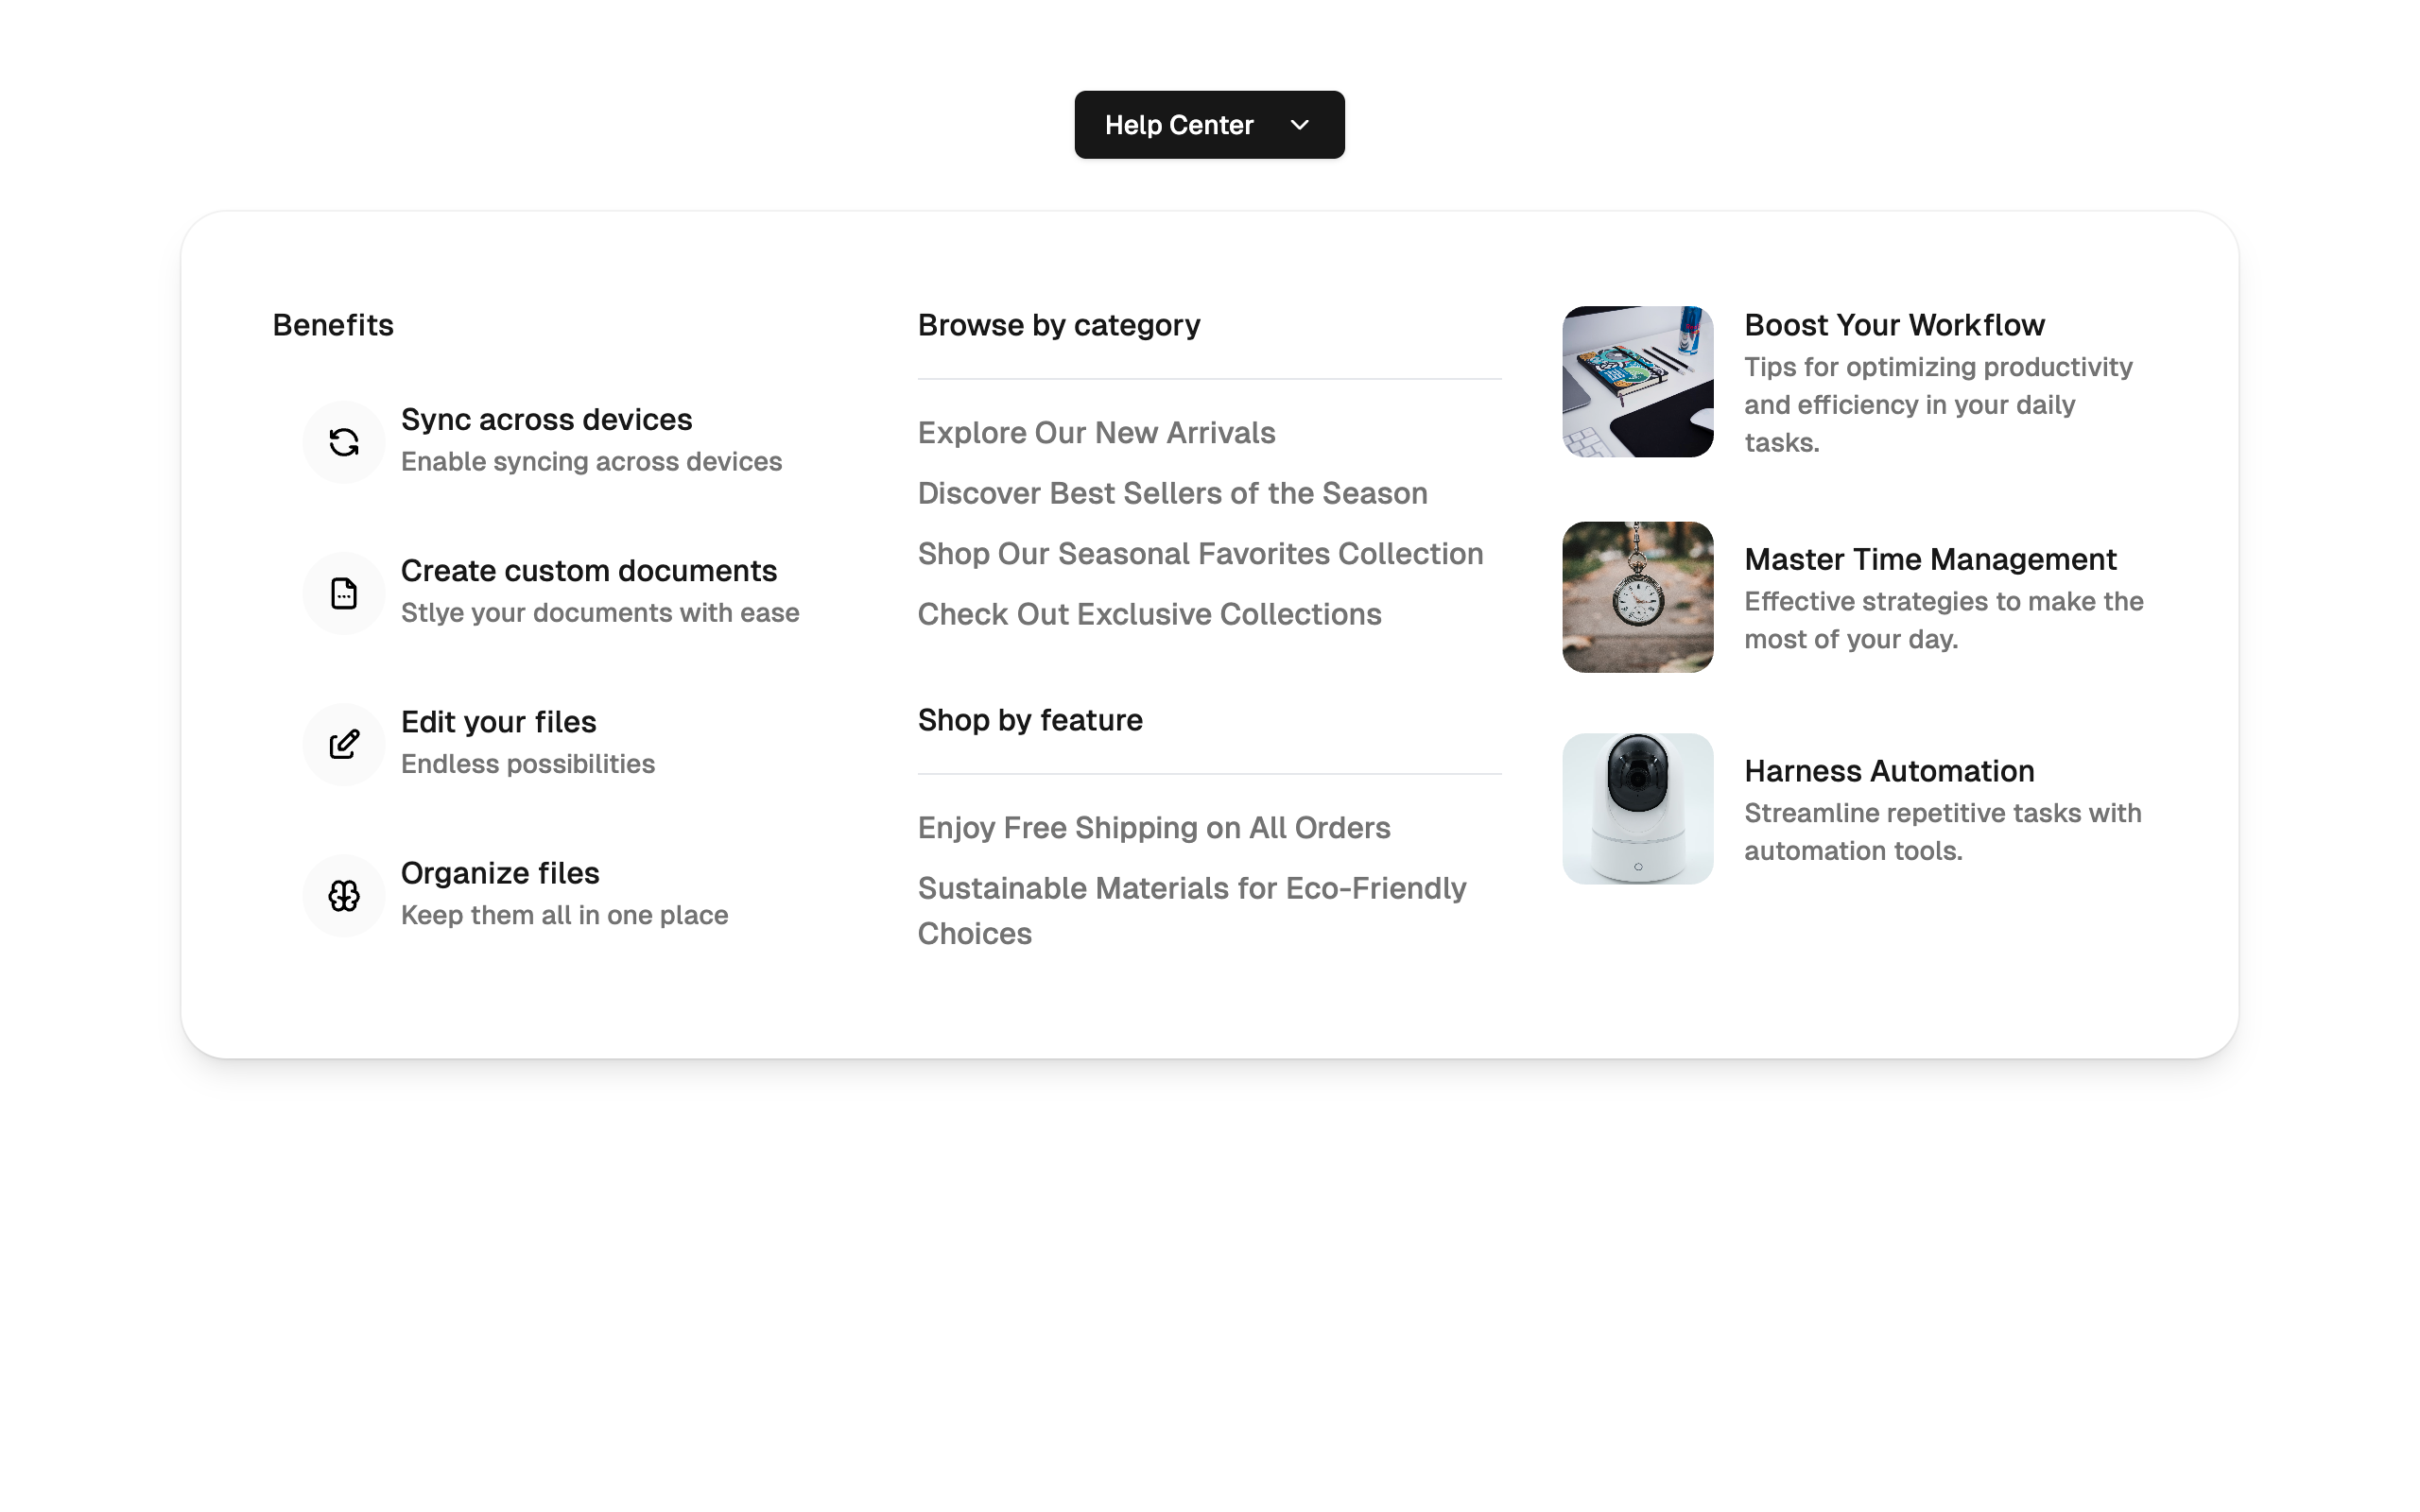 Help Center
Benefits
Sync across devices
Enable syncing across devices
Create custom documents
Stlye your documents with ease
Edit your files
Endless possibilities
Organize files
Keep them all in one place
Browse by category
Explore Our New Arrivals
Discover Best Sellers of the Season
Shop Our Seasonal Favorites Collection
Check Out Exclusive Collections
Shop by feature
Enjoy Free Shipping on All Orders
Sustainable Materials for Eco-Friendly
Choices
Boost Your Workflow
Tips for optimizing productivity
and efficiency in your daily
tasks.
Master Time Management
Effective strategies to make the
most of your day.
Harness Automation
Streamline repetitive tasks with
automation tools.